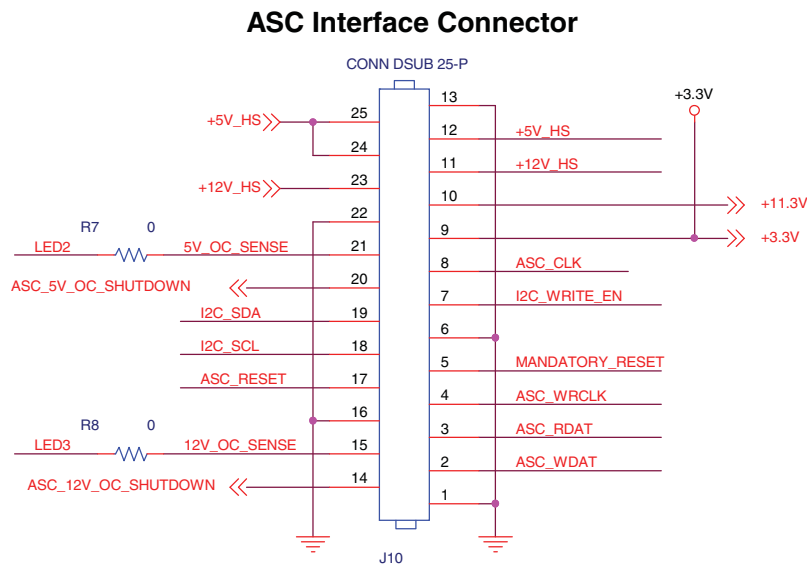 ASC Interface Connector
CONN DSUB 25-P
+5V_HS 25 13
24 12 +5V_HS +3.3V
+12V_HS 23 11 +12V_HS
22 10 +11.3V
R7 0
LED2 5V_OC_SENSE 21 9 +3.3V
ASC_5V_OC_SHUTDOWN 20 8 ASC_CLK
I2C_SDA 19 7 I2C_WRITE_EN
I2C_SCL 18 6
ASC_RESET 17 5 MANDATORY_RESET
16 4 ASC_WRCLK
R8 0
LED3 12V_OC_SENSE 15 3 ASC_RDAT
ASC_12V_OC_SHUTDOWN 14 2 ASC_WDAT
1
J10